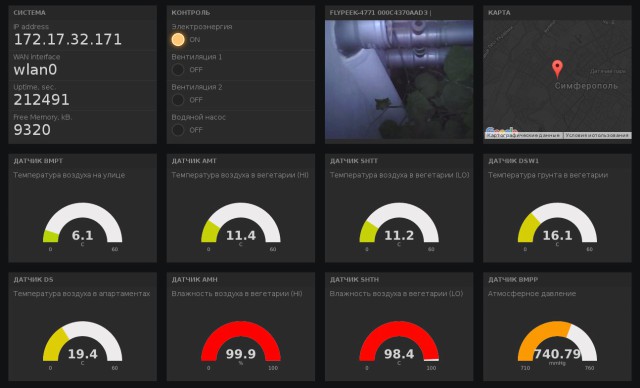 СИСТЕМА
IP address
172.17.32.171
WAN interface
wlan0
Uptime, sec.
212491
Free Memory, kB.
9320
КОНТРОЛЬ
Электроэнергия
ON
Вентиляция 1
OFF
Вентиляция 2
OFF
Водяной насос
OFF
FLYPEEK-4771 000C4370AAD3 |
КАРТА
Симферополь
Картографические данные
Условия использования
ДАТЧИК BMPT
Температура воздуха на улице
6.1
C
0 60
ДАТЧИК AMT
Температура воздуха в вегетарии (HI)
11.4
C
0 60
ДАТЧИК SHTT
Температура воздуха в вегетарии (LO)
11.2
C
0 60
ДАТЧИК DSW1
Температура грунта в вегетарии
16.1
C
0 60
ДАТЧИК DS
Температура воздуха в апартаментах
19.4
C
0 60
ДАТЧИК AMH
Влажность воздуха в вегетарии (HI)
99.9
%
0 100
ДАТЧИК SHTH
Влажность воздуха в вегетарии (LO)
98.4
C
0 100
ДАТЧИК BMPP
Атмосферное давление
740.79
mmHg
710 760